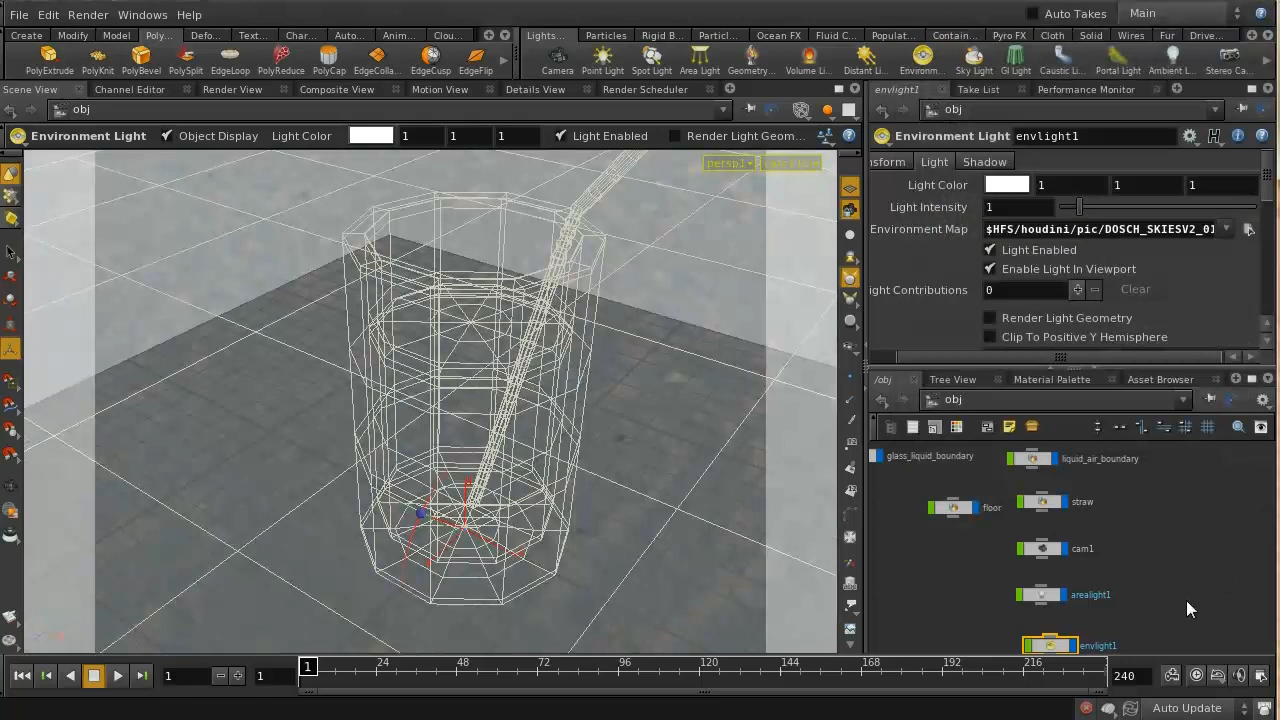 File Edit Render Windows Help Auto Takes Main
Create Modify Model Poly... Defo... Text... Char... Auto... Anim... Clou... Lights... Particles Rigid B... Particl... Ocean FX Fluid C... Populat... Contain... Pyro FX Cloth Solid Wires Fur Drive...
PolyExtrude PolyKnit PolyBevel PolySplit EdgeLoop PolyReduce PolyCap EdgeColla... EdgeCusp EdgeFlip Camera Point Light Spot Light Area Light Geometry... Volume Li... Distant Li... Environm... Sky Light GI Light Caustic Li... Portal Light Ambient L... Stereo Ca...
Scene View Channel Editor Render View Composite View Motion View Details View Render Scheduler envlight1 Take List Performance Monitor
obj obj
Environment Light Object Display Light Color 1 1 1 Light Enabled Render Light Geom... Environment Light envlight1
persp1
nsform Light Shadow
Light Color 1 1 1
Light Intensity 1
Environment Map $HFS/houdini/pic/DOSCH_SKIESV2_01
Light Enabled
Enable Light In Viewport
ight Contributions 0 Clear
Render Light Geometry
Clip To Positive Y Hemisphere
/obj Tree View Material Palette Asset Browser
obj
glass_liquid_boundary liquid_air_boundary
straw
floor
cam1
arealight1
envlight1
1 1 1 24 48 72 96 120 144 168 192 216 240
Auto Update